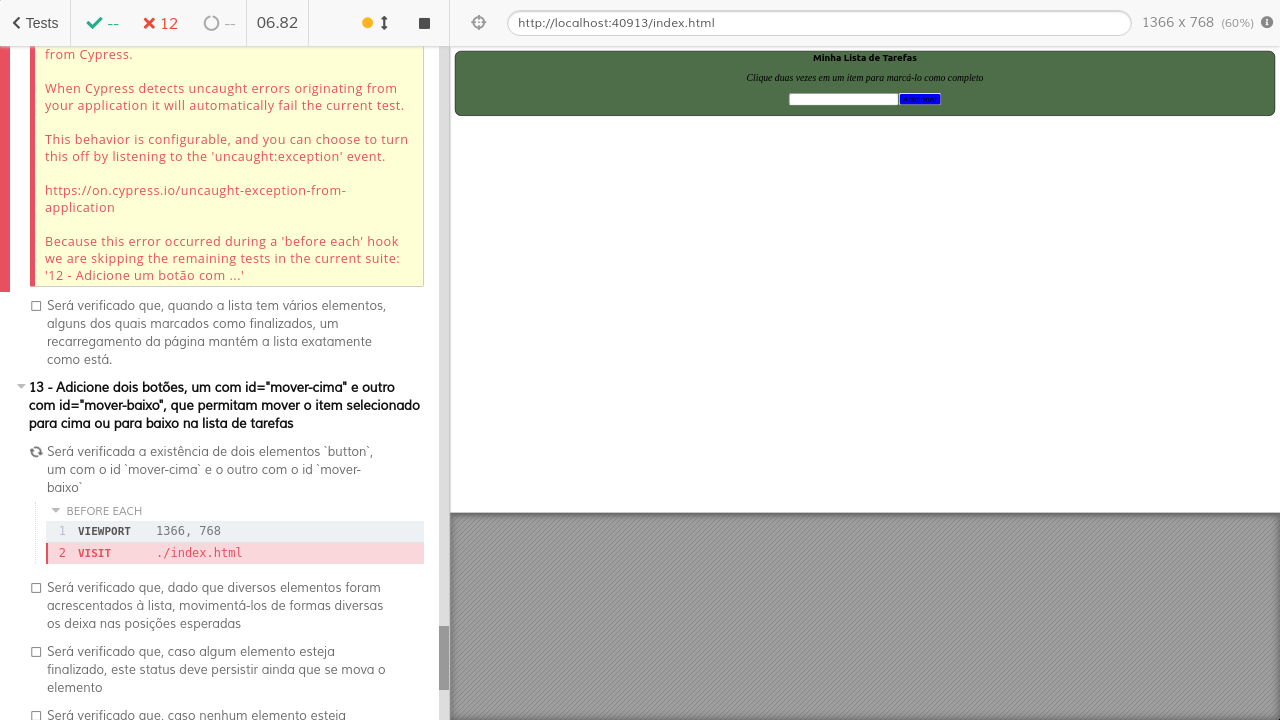 Tests
--
12
--
06.82
http://localhost:40913/index.html
1366 x 768 (60%)
from Cypress.
When Cypress detects uncaught errors originating from
your application it will automatically fail the current test.
This behavior is configurable, and you can choose to turn
this off by listening to the 'uncaught:exception' event.
https://on.cypress.io/uncaught-exception-from-
application
Because this error occurred during a 'before each' hook
we are skipping the remaining tests in the current suite:
'12 - Adicione um botão com ...'
Será verificado que, quando a lista tem vários elementos,
alguns dos quais marcados como finalizados, um
recarregamento da página mantém a lista exatamente
como está.
13 - Adicione dois botões, um com id="mover-cima" e outro
com id="mover-baixo", que permitam mover o item selecionado
para cima ou para baixo na lista de tarefas
Será verificada a existência de dois elementos `button`,
um com o id `mover-cima` e o outro com o id `mover-
baixo`
BEFORE EACH
1 VIEWPORT 1366, 768
2 VISIT ./index.html
Será verificado que, dado que diversos elementos foram
acrescentados à lista, movimentá-los de formas diversas
os deixa nas posições esperadas
Será verificado que, caso algum elemento esteja
finalizado, este status deve persistir ainda que se mova o
elemento
Será verificado que, caso nenhum elemento esteja
Minha Lista de Tarefas
Clique duas vezes em um item para marcá-lo como completo